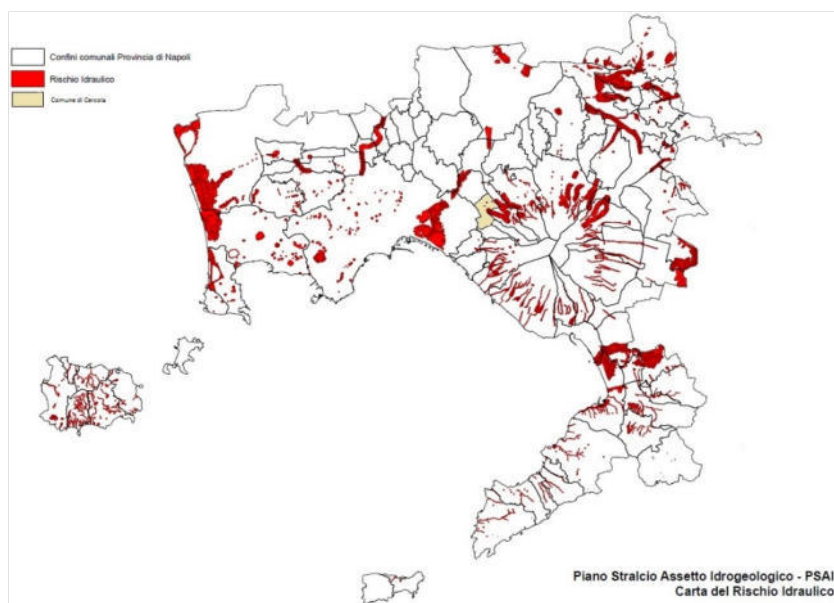 Confini comunali Provincia di Napoli
Rischio Idraulico
Comune di Cercola
Piano Stralcio Assetto Idrogeologico - PSAI
Carta del Rischio Idraulico